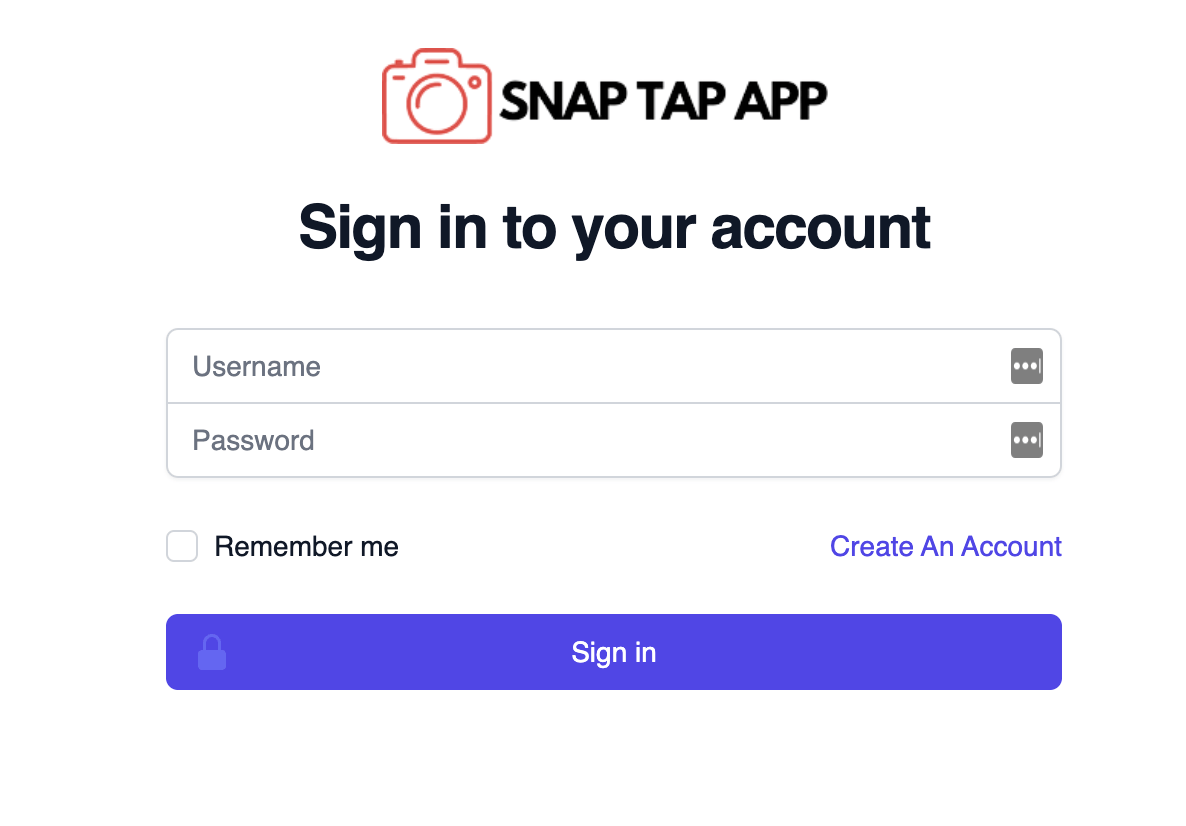 SNAP TAP APP
Sign in to your account
Username
Password
Remember me
Create An Account
Sign in